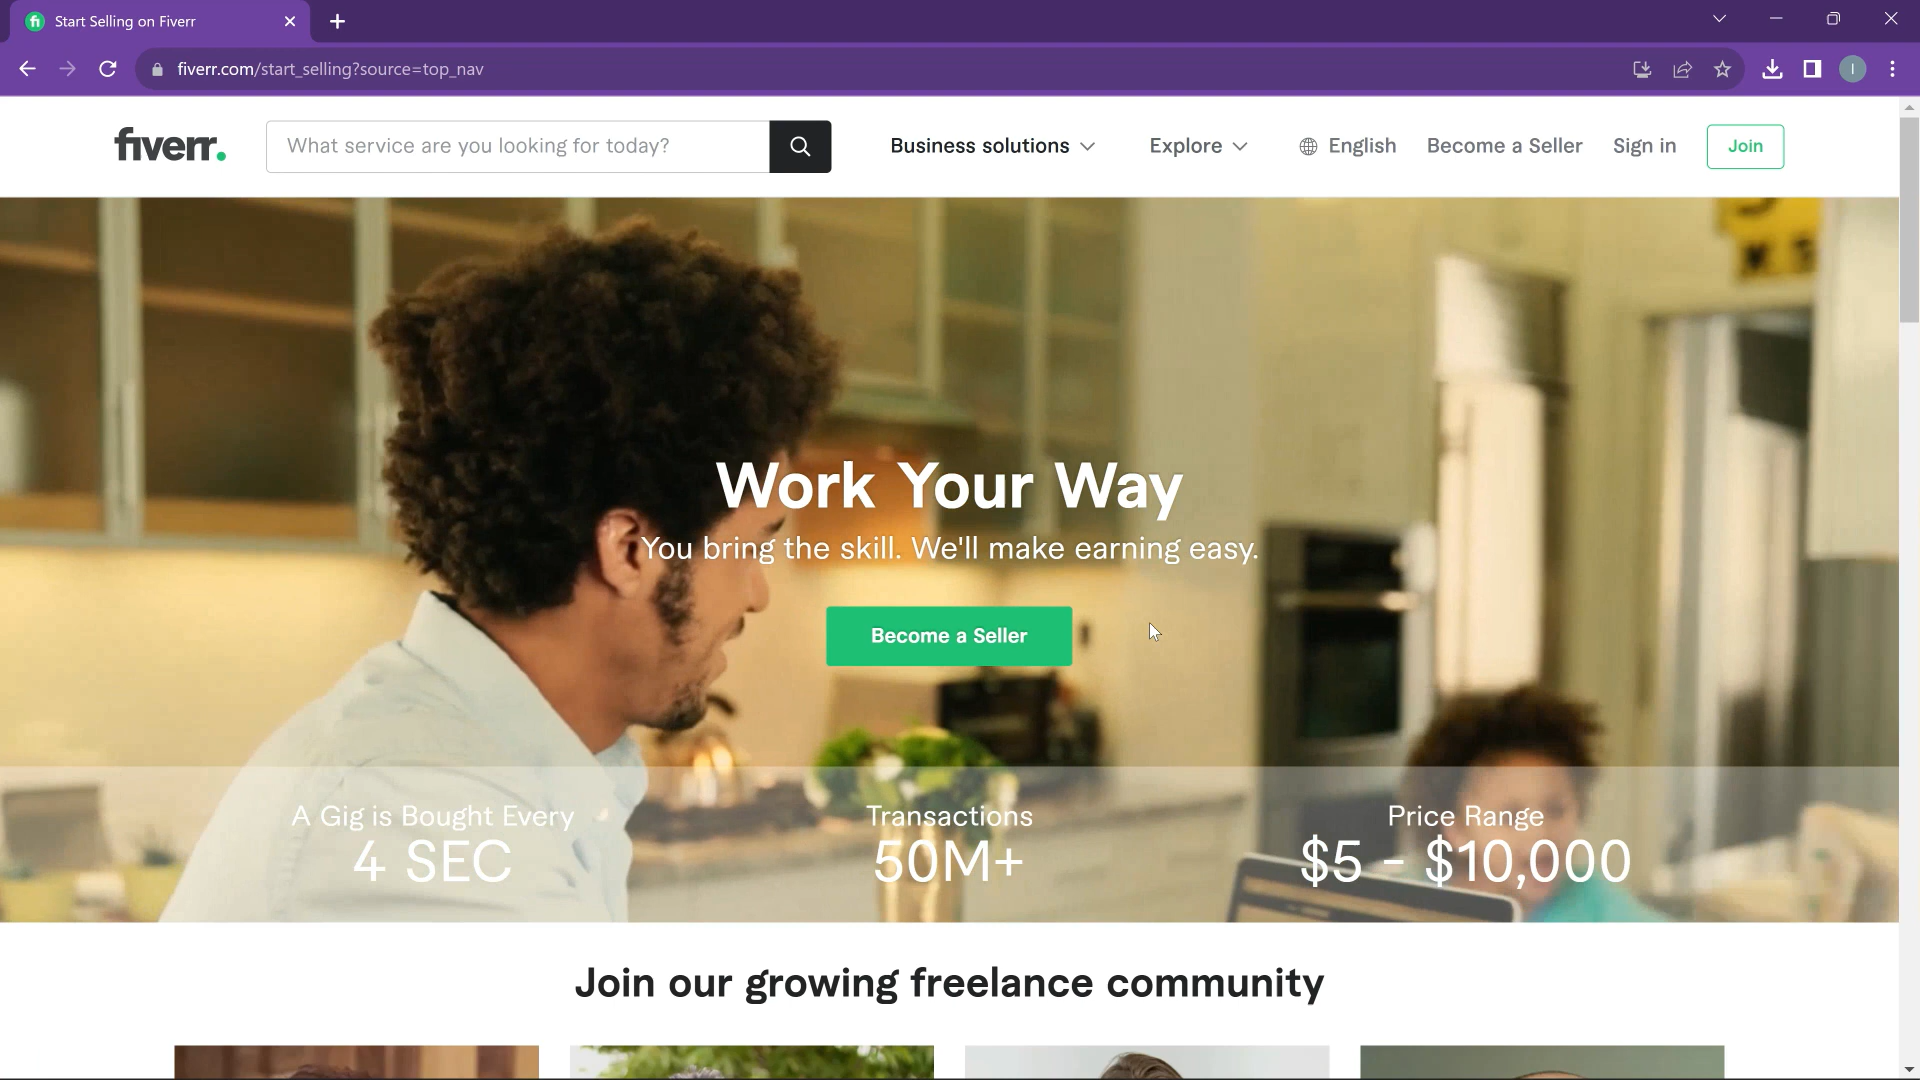 Start Selling on Fiverr
fiverr.com/start_selling?source=top_nav
I
fiverr.
What service are you looking for today?
Business solutions
Explore
English
Become a Seller
Sign in
Join
Work Your Way
You bring the skill. We'll make earning easy.
Become a Seller
A Gig is Bought Every
4 SEC
Transactions
50M+
Price Range
$5 - $10,000
Join our growing freelance community